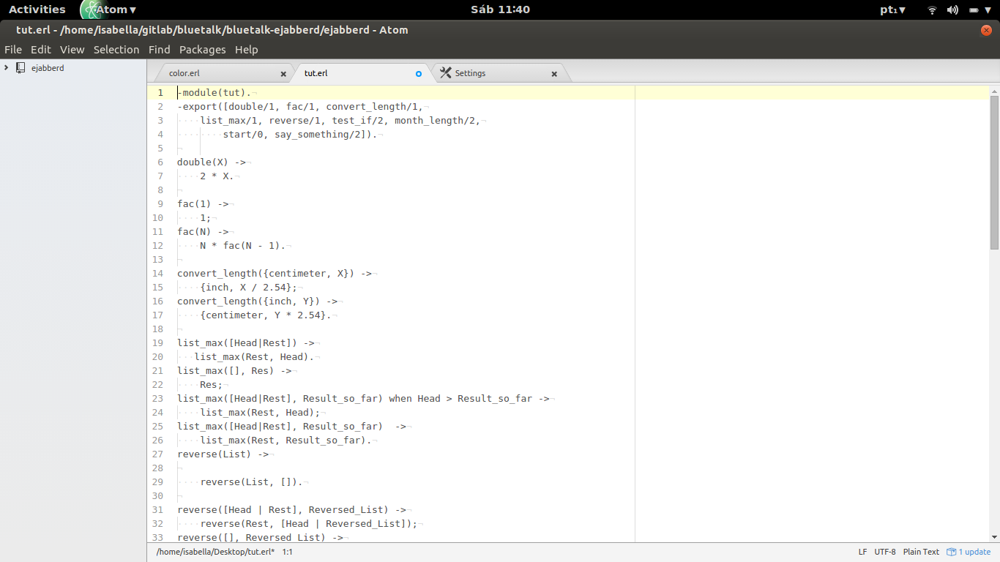 Activities Atom ▾ Sáb 11:40 pt₁ ▾
tut.erl - /home/isabella/gitlab/bluetalk/bluetalk-ejabberd/ejabberd - Atom
File Edit View Selection Find Packages Help
ejabberd
color.erl tut.erl Settings
1 -module(tut).¬
2 -export([double/1, fac/1, convert_length/1,¬
3 ····list_max/1, reverse/1, test_if/2, month_length/2,¬
4 ········start/0, say_something/2]).¬
5 ¬
6 double(X) ->¬
7 ····2 * X.¬
8 ¬
9 fac(1) ->¬
10 ····1;¬
11 fac(N) ->¬
12 ····N * fac(N - 1).¬
13 ¬
14 convert_length({centimeter, X}) ->¬
15 ····{inch, X / 2.54};¬
16 convert_length({inch, Y}) ->¬
17 ····{centimeter, Y * 2.54}.¬
18 ¬
19 list_max([Head|Rest]) ->¬
20 ···list_max(Rest, Head).¬
21 list_max([], Res) ->¬
22 ····Res;¬
23 list_max([Head|Rest], Result_so_far) when Head > Result_so_far ->¬
24 ····list_max(Rest, Head);¬
25 list_max([Head|Rest], Result_so_far)  ->¬
26 ····list_max(Rest, Result_so_far).¬
27 reverse(List) ->¬
28 ¬
29 ····reverse(List, []).¬
30 ¬
31 reverse([Head | Rest], Reversed_List) ->¬
32 ····reverse(Rest, [Head | Reversed_List]);¬
33 reverse([], Reversed_List) ->¬
/home/isabella/Desktop/tut.erl* 1:1 LF UTF-8 Plain Text 1 update